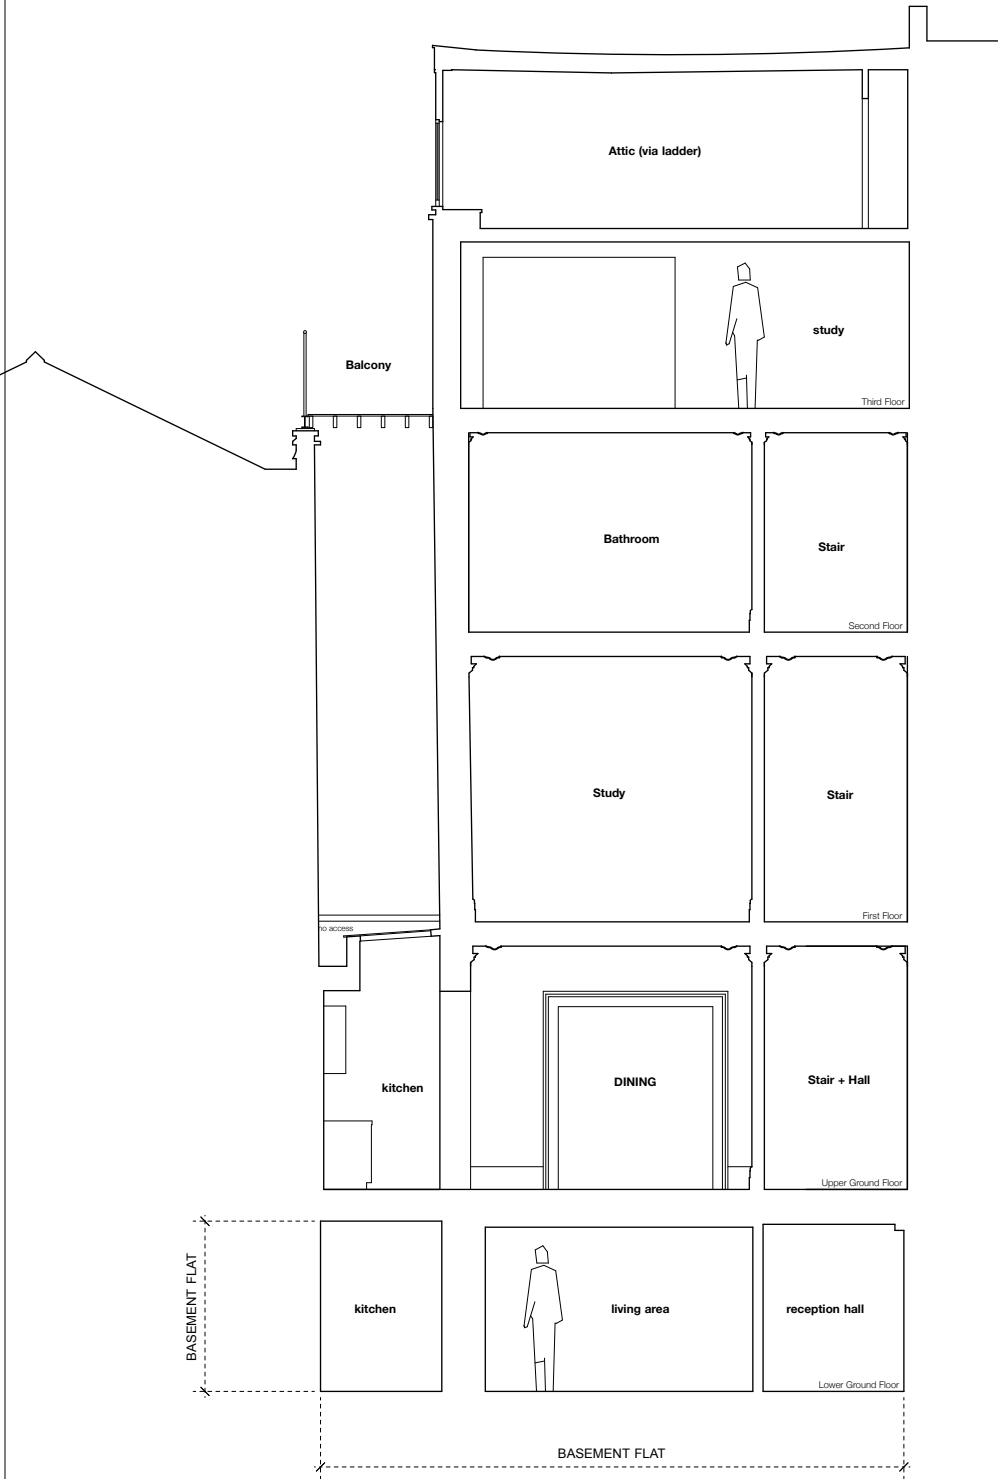 Attic (via ladder)
study
Third Floor
Balcony
Bathroom
Stair
Second Floor
Study
Stair
First Floor
no access
kitchen
DINING
Stair + Hall
Upper Ground Floor
BASEMENT FLAT
kitchen
living area
reception hall
Lower Ground Floor
BASEMENT FLAT